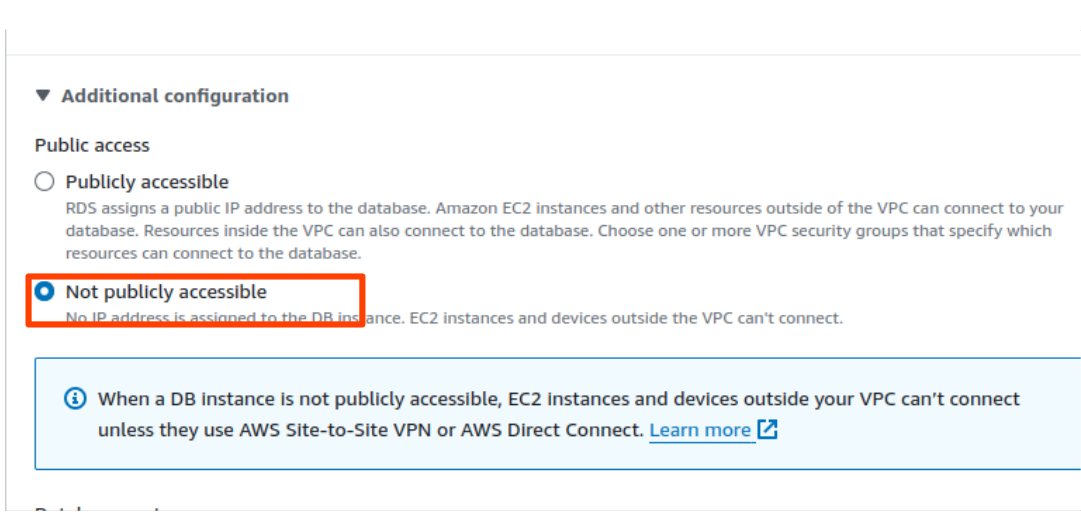 Additional configuration
Public access
Publicly accessible
RDS assigns a public IP address to the database. Amazon EC2 instances and other resources outside of the VPC can connect to your
database. Resources inside the VPC can also connect to the database. Choose one or more VPC security groups that specify which
resources can connect to the database.
Not publicly accessible
No IP address is assigned to the DB instance. EC2 instances and devices outside the VPC can't connect.
When a DB instance is not publicly accessible, EC2 instances and devices outside your VPC can't connect
unless they use AWS Site-to-Site VPN or AWS Direct Connect. Learn more